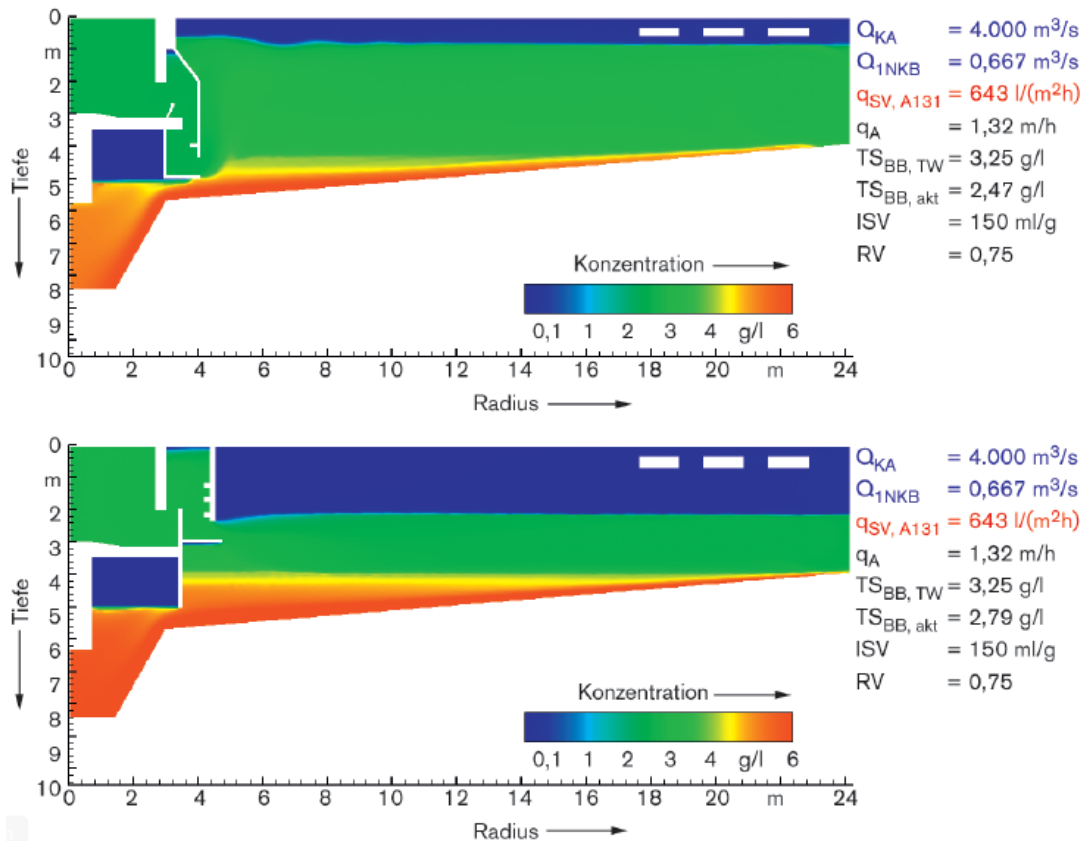 0
m
2
3
4
5
6
7
8
9
10
Tiefe
0 2 4 6 8 10 12 14 16 18 20 m 24
Radius
Konzentration
0,1 1 2 3 4 g/l 6
Q_KA = 4.000 m³/s
Q_1NKB = 0,667 m³/s
q_SV, A131 = 643 l/(m²h)
q_A = 1,32 m/h
TS_BB, TW = 3,25 g/l
TS_BB, akt = 2,47 g/l
ISV = 150 ml/g
RV = 0,75
0
m
2
3
4
5
6
7
8
9
10
Tiefe
0 2 4 6 8 10 12 14 16 18 20 m 24
Radius
Konzentration
0,1 1 2 3 4 g/l 6
Q_KA = 4.000 m³/s
Q_1NKB = 0,667 m³/s
q_SV, A131 = 643 l/(m²h)
q_A = 1,32 m/h
TS_BB, TW = 3,25 g/l
TS_BB, akt = 2,79 g/l
ISV = 150 ml/g
RV = 0,75